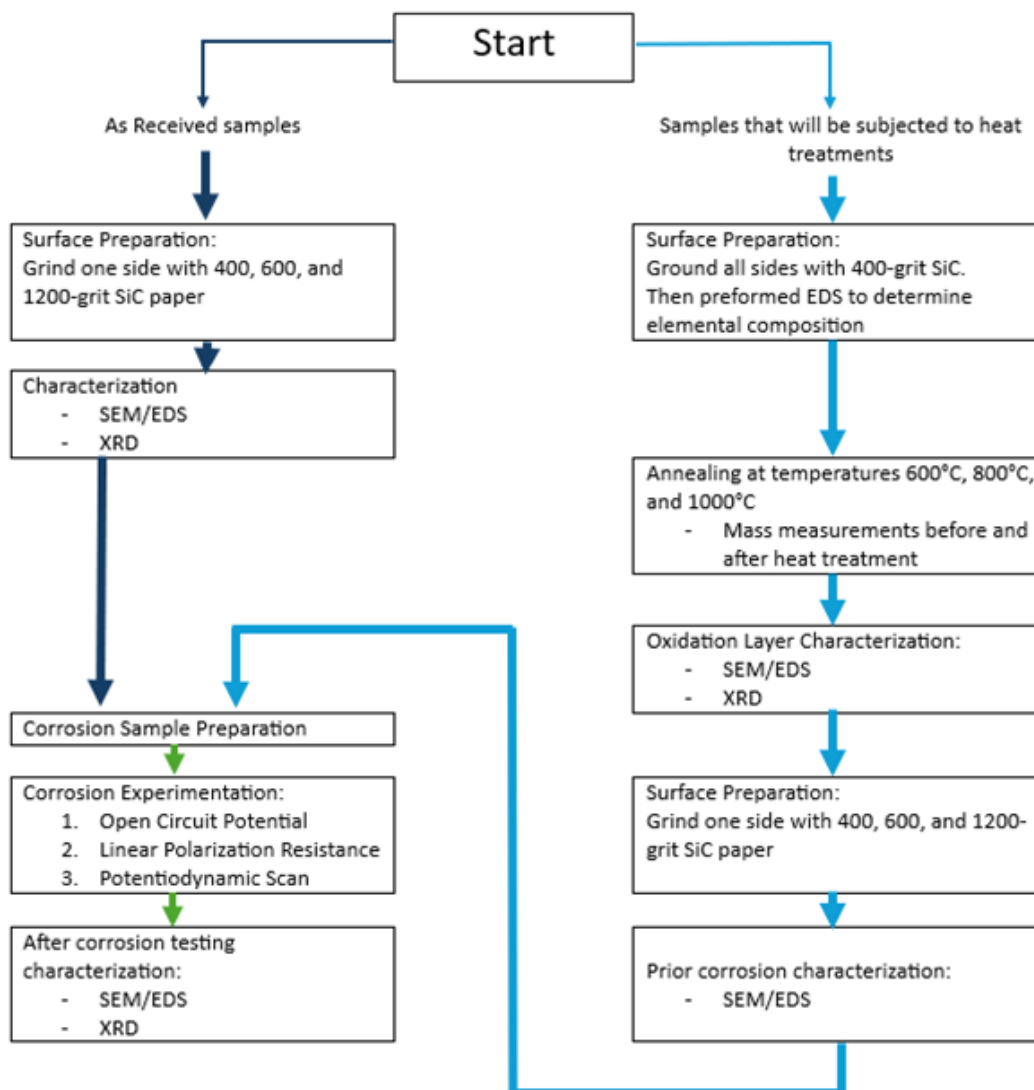 Start
As Received samples
Surface Preparation:
Grind one side with 400, 600, and
1200-grit SiC paper
Characterization
- SEM/EDS
- XRD
Corrosion Sample Preparation
Corrosion Experimentation:
1. Open Circuit Potential
2. Linear Polarization Resistance
3. Potentiodynamic Scan
After corrosion testing
characterization:
- SEM/EDS
- XRD
Samples that will be subjected to heat
treatments
Surface Preparation:
Ground all sides with 400-grit SiC.
Then preformed EDS to determine
elemental composition
Annealing at temperatures 600°C, 800°C,
and 1000°C
- Mass measurements before and
after heat treatment
Oxidation Layer Characterization:
- SEM/EDS
- XRD
Surface Preparation:
Grind one side with 400, 600, and 1200-
grit SiC paper
Prior corrosion characterization:
- SEM/EDS